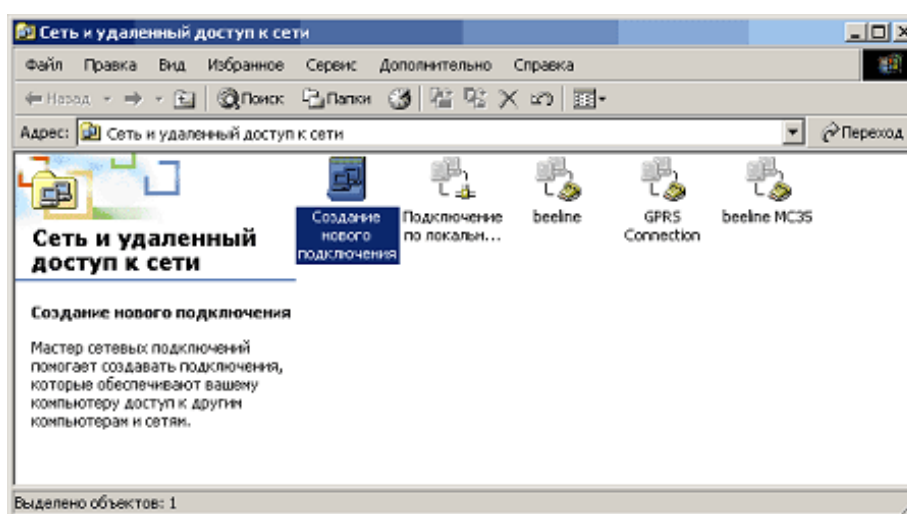 Сеть и удаленный доступ к сети
Файл Правка Вид Избранное Сервис Дополнительно Справка
Назад Поиск Папки
Адрес: Сеть и удаленный доступ к сети Переход
Создание нового подключения
Подключение по локальн...
beeline
GPRS Connection
beeline MC35
Сеть и удаленный
доступ к сети
Создание нового подключения
Мастер сетевых подключений
помогает создавать подключения,
которые обеспечивают вашему
компьютеру доступ к другим
компьютерам и сетям.
Выделено объектов: 1